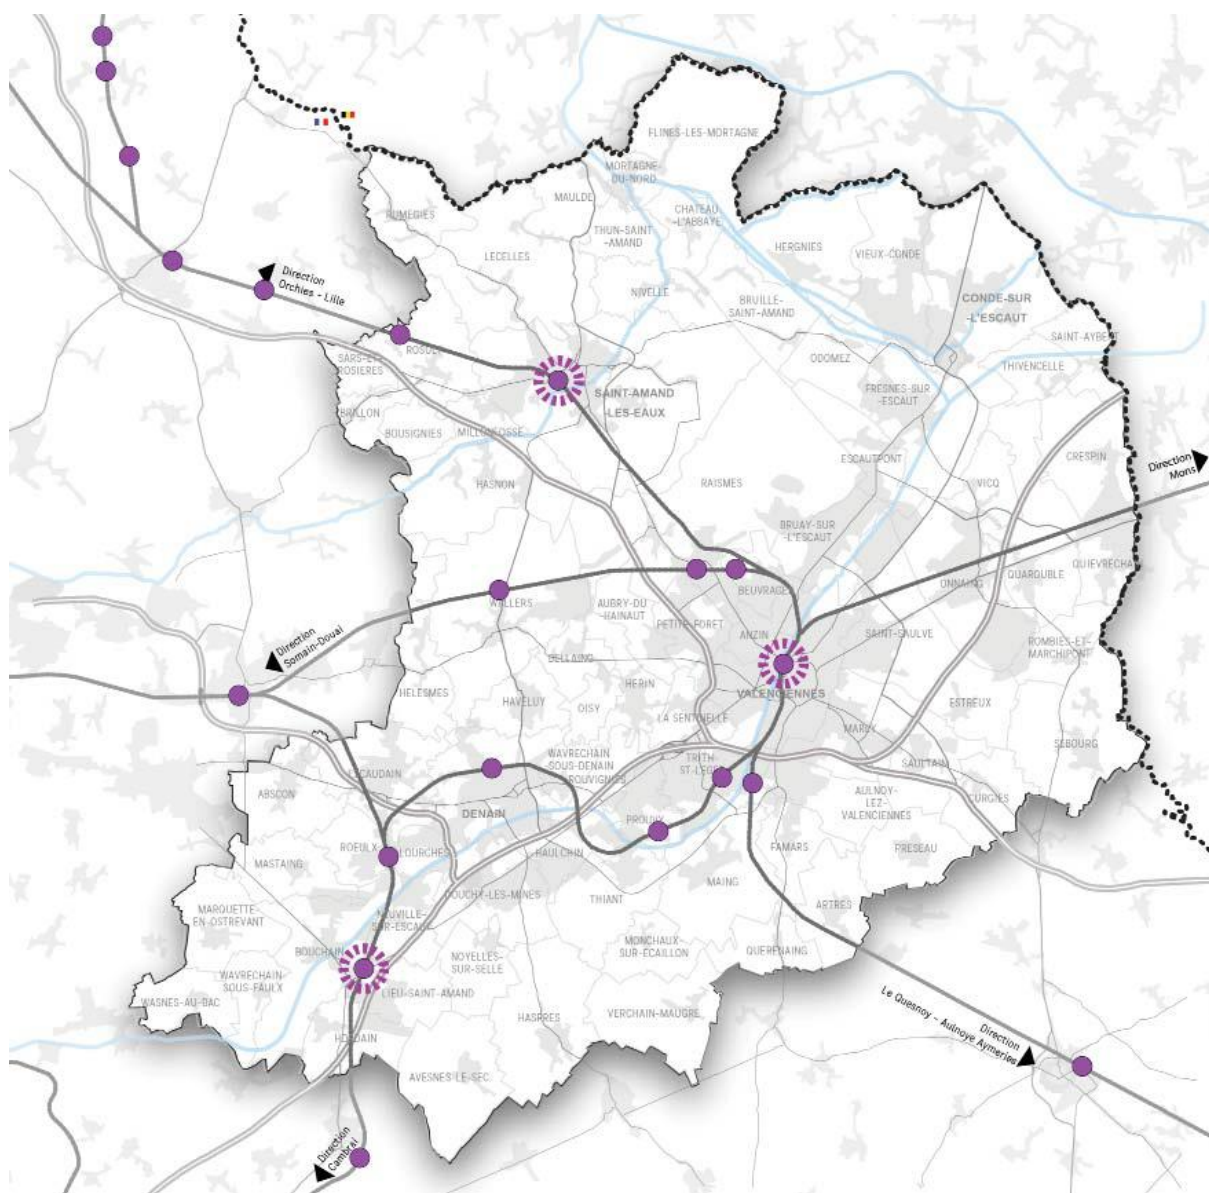 FLINES-LES-MORTAGNE
MORTAGNE-
DU-NORD
MAULDE
CHATEAU
-L'ABBAYE
RUMEGIES
THUN-SAINT
-AMAND
HERGNIES
VIEUX-CONDE
LECELLES
Direction
Orchies - Lille
NIVELLE
BRUILLE-
SAINT-AMAND
CONDE-SUR
-L'ESCAUT
SAINT-AYBERT
SARS-ET-
ROSIERES
ODOMEZ
THIVENCELLE
SAINT-AMAND
-LES-EAUX
FRESNES-SUR
-ESCAUT
BRILLON
BOUSIGNIES
MILLONFOSSE
ESCAUTPONT
CRESPIN
Direction
Mons
HASNON
RAISMES
VICQ
BRUAY-SUR
-L'ESCAUT
ONNAING
QUAROUBLE
WALLERS
AUBRY-DU
-HAINAUT
BEUVRAGES
PETITE-FORET
ANZIN
SAINT-SAULVE
ROMBIES-ET-
MARCHIPONT
Direction
Somain-Douai
BELLAING
HERIN
VALENCIENNES
HELESMES
HAVELUY
OISY
LA SENTINELLE
ESTREUX
MARLY
SEBOURG
WAVRECHAIN
-SOUS-DENAIN
ROUVIGNIES
TRITH-
ST-LEGER
SAULTAIN
ESCAUDAIN
ABSCON
AULNOY-
LEZ-
VALENCIENNES
CURGIES
DENAIN
PROUVY
ROEULX
LOURCHES
HAULCHIN
FAMARS
PRESEAU
MASTAING
MAING
DOUCHY-LES-MINES
THIANT
ARTRES
MARQUETTE-
EN-OSTREVANT
NEUVILLE-
SUR-ESCAUT
MONCHAUX-
SUR-ECAILLON
QUERENAING
BOUCHAIN
NOYELLES-
SUR-SELLE
WAVRECHAIN-
SOUS-FAULX
WASNES-AU-BAC
LIEU-SAINT-AMAND
HASPRES
VERCHAIN-MAUGRE
Direction
Le Quesnoy - Aulnoye Aymeries
HORDAIN
AVESNES-LE-SEC
Direction
Cambrai